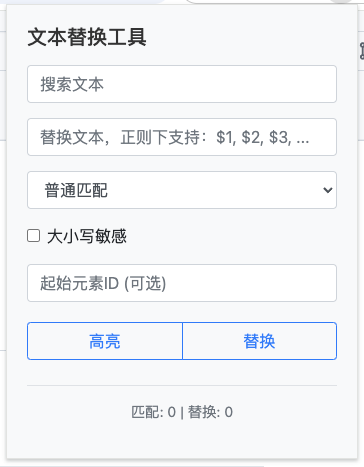 文本替换工具
搜索文本
替换文本，正则下支持：$1, $2, $3, ...
普通匹配
大小写敏感
起始元素ID (可选)
高亮 替换
匹配: 0 | 替换: 0